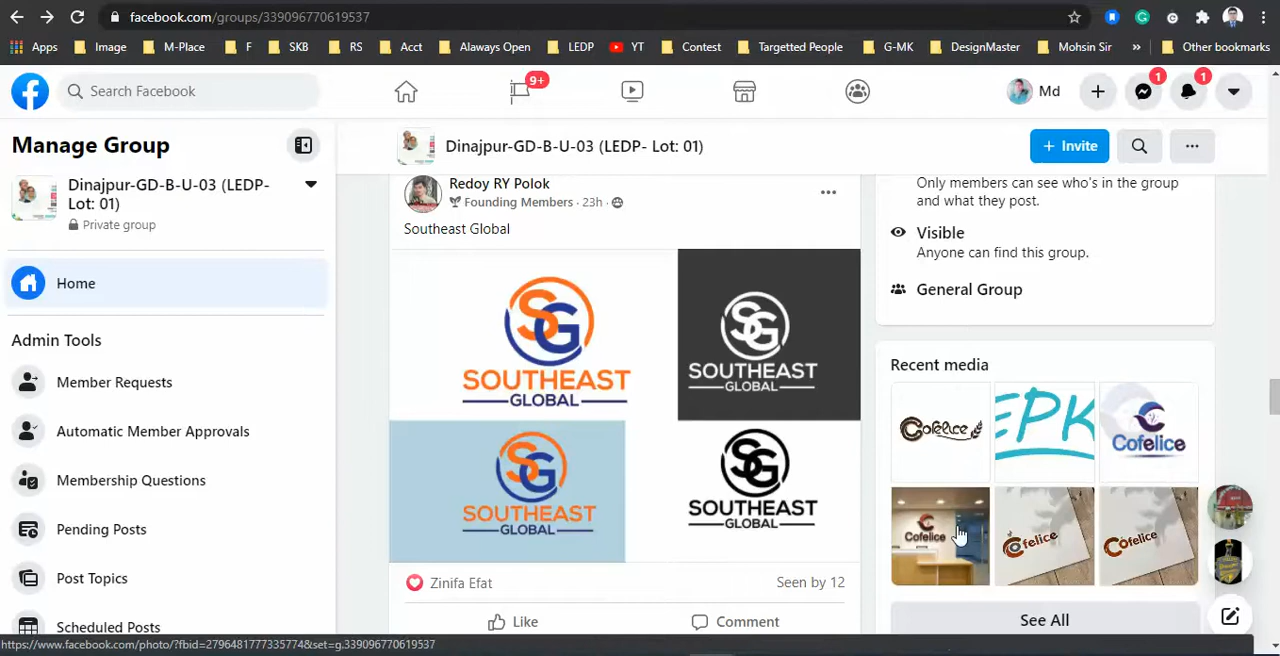 facebook.com/groups/339096770619537
Apps Image M-Place F SKB RS Acct Alaways Open LEDP YT Contest Targetted People G-MK DesignMaster Mohsin Sir » Other bookmarks
Search Facebook 9+ Md 1 1
Manage Group
Dinajpur-GD-B-U-03 (LEDP-
Lot: 01)
Private group
Home
Admin Tools
Member Requests
Automatic Member Approvals
Membership Questions
Pending Posts
Post Topics
Scheduled Posts
https://www.facebook.com/photo/?fbid=2796481777335774&set=g.339096770619537
Dinajpur-GD-B-U-03 (LEDP- Lot: 01)
+ Invite
Redoy RY Polok
Founding Members · 23h ·
Southeast Global
SG
SOUTHEAST
GLOBAL
SG
SOUTHEAST
GLOBAL
SG
SOUTHEAST
GLOBAL
SG
SOUTHEAST
GLOBAL
Zinifa Efat Seen by 12
Like Comment
Only members can see who's in the group
and what they post.
Visible
Anyone can find this group.
General Group
Recent media
Cofelice
EPK
Cofelice
Cofelice
Cofelice
Cofelice
See All